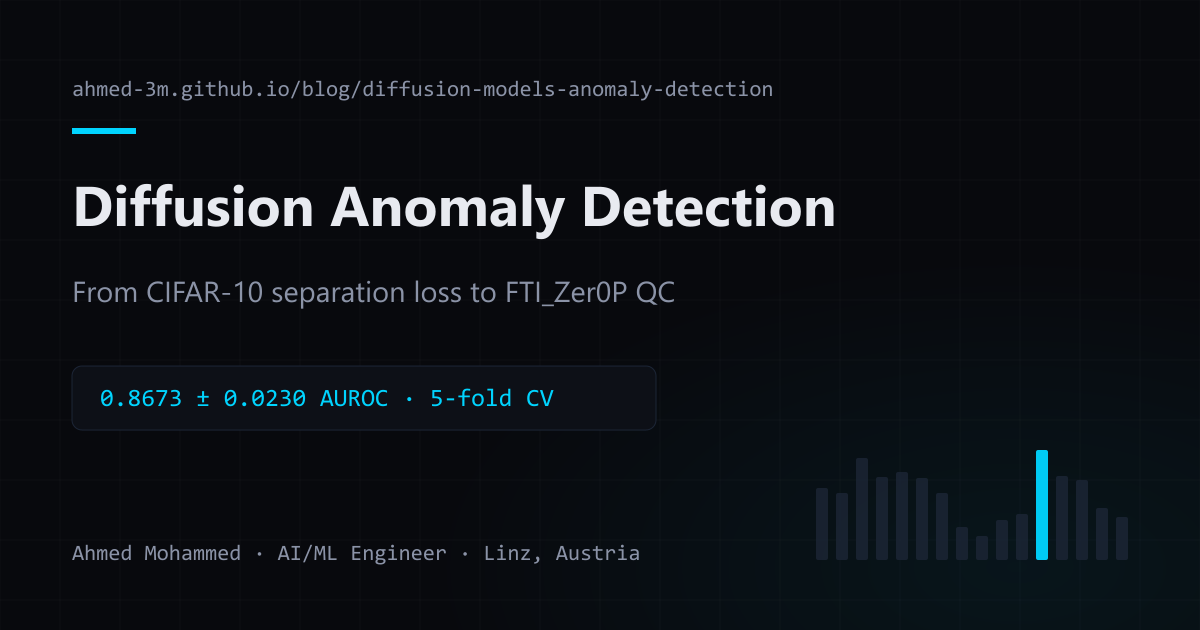 ahmed-3m.github.io/blog/diffusion-models-anomaly-detection
Diffusion Anomaly Detection
From CIFAR-10 separation loss to FTI_Zer0P QC
0.8673 ± 0.0230 AUROC · 5-fold CV
Ahmed Mohammed · AI/ML Engineer · Linz, Austria